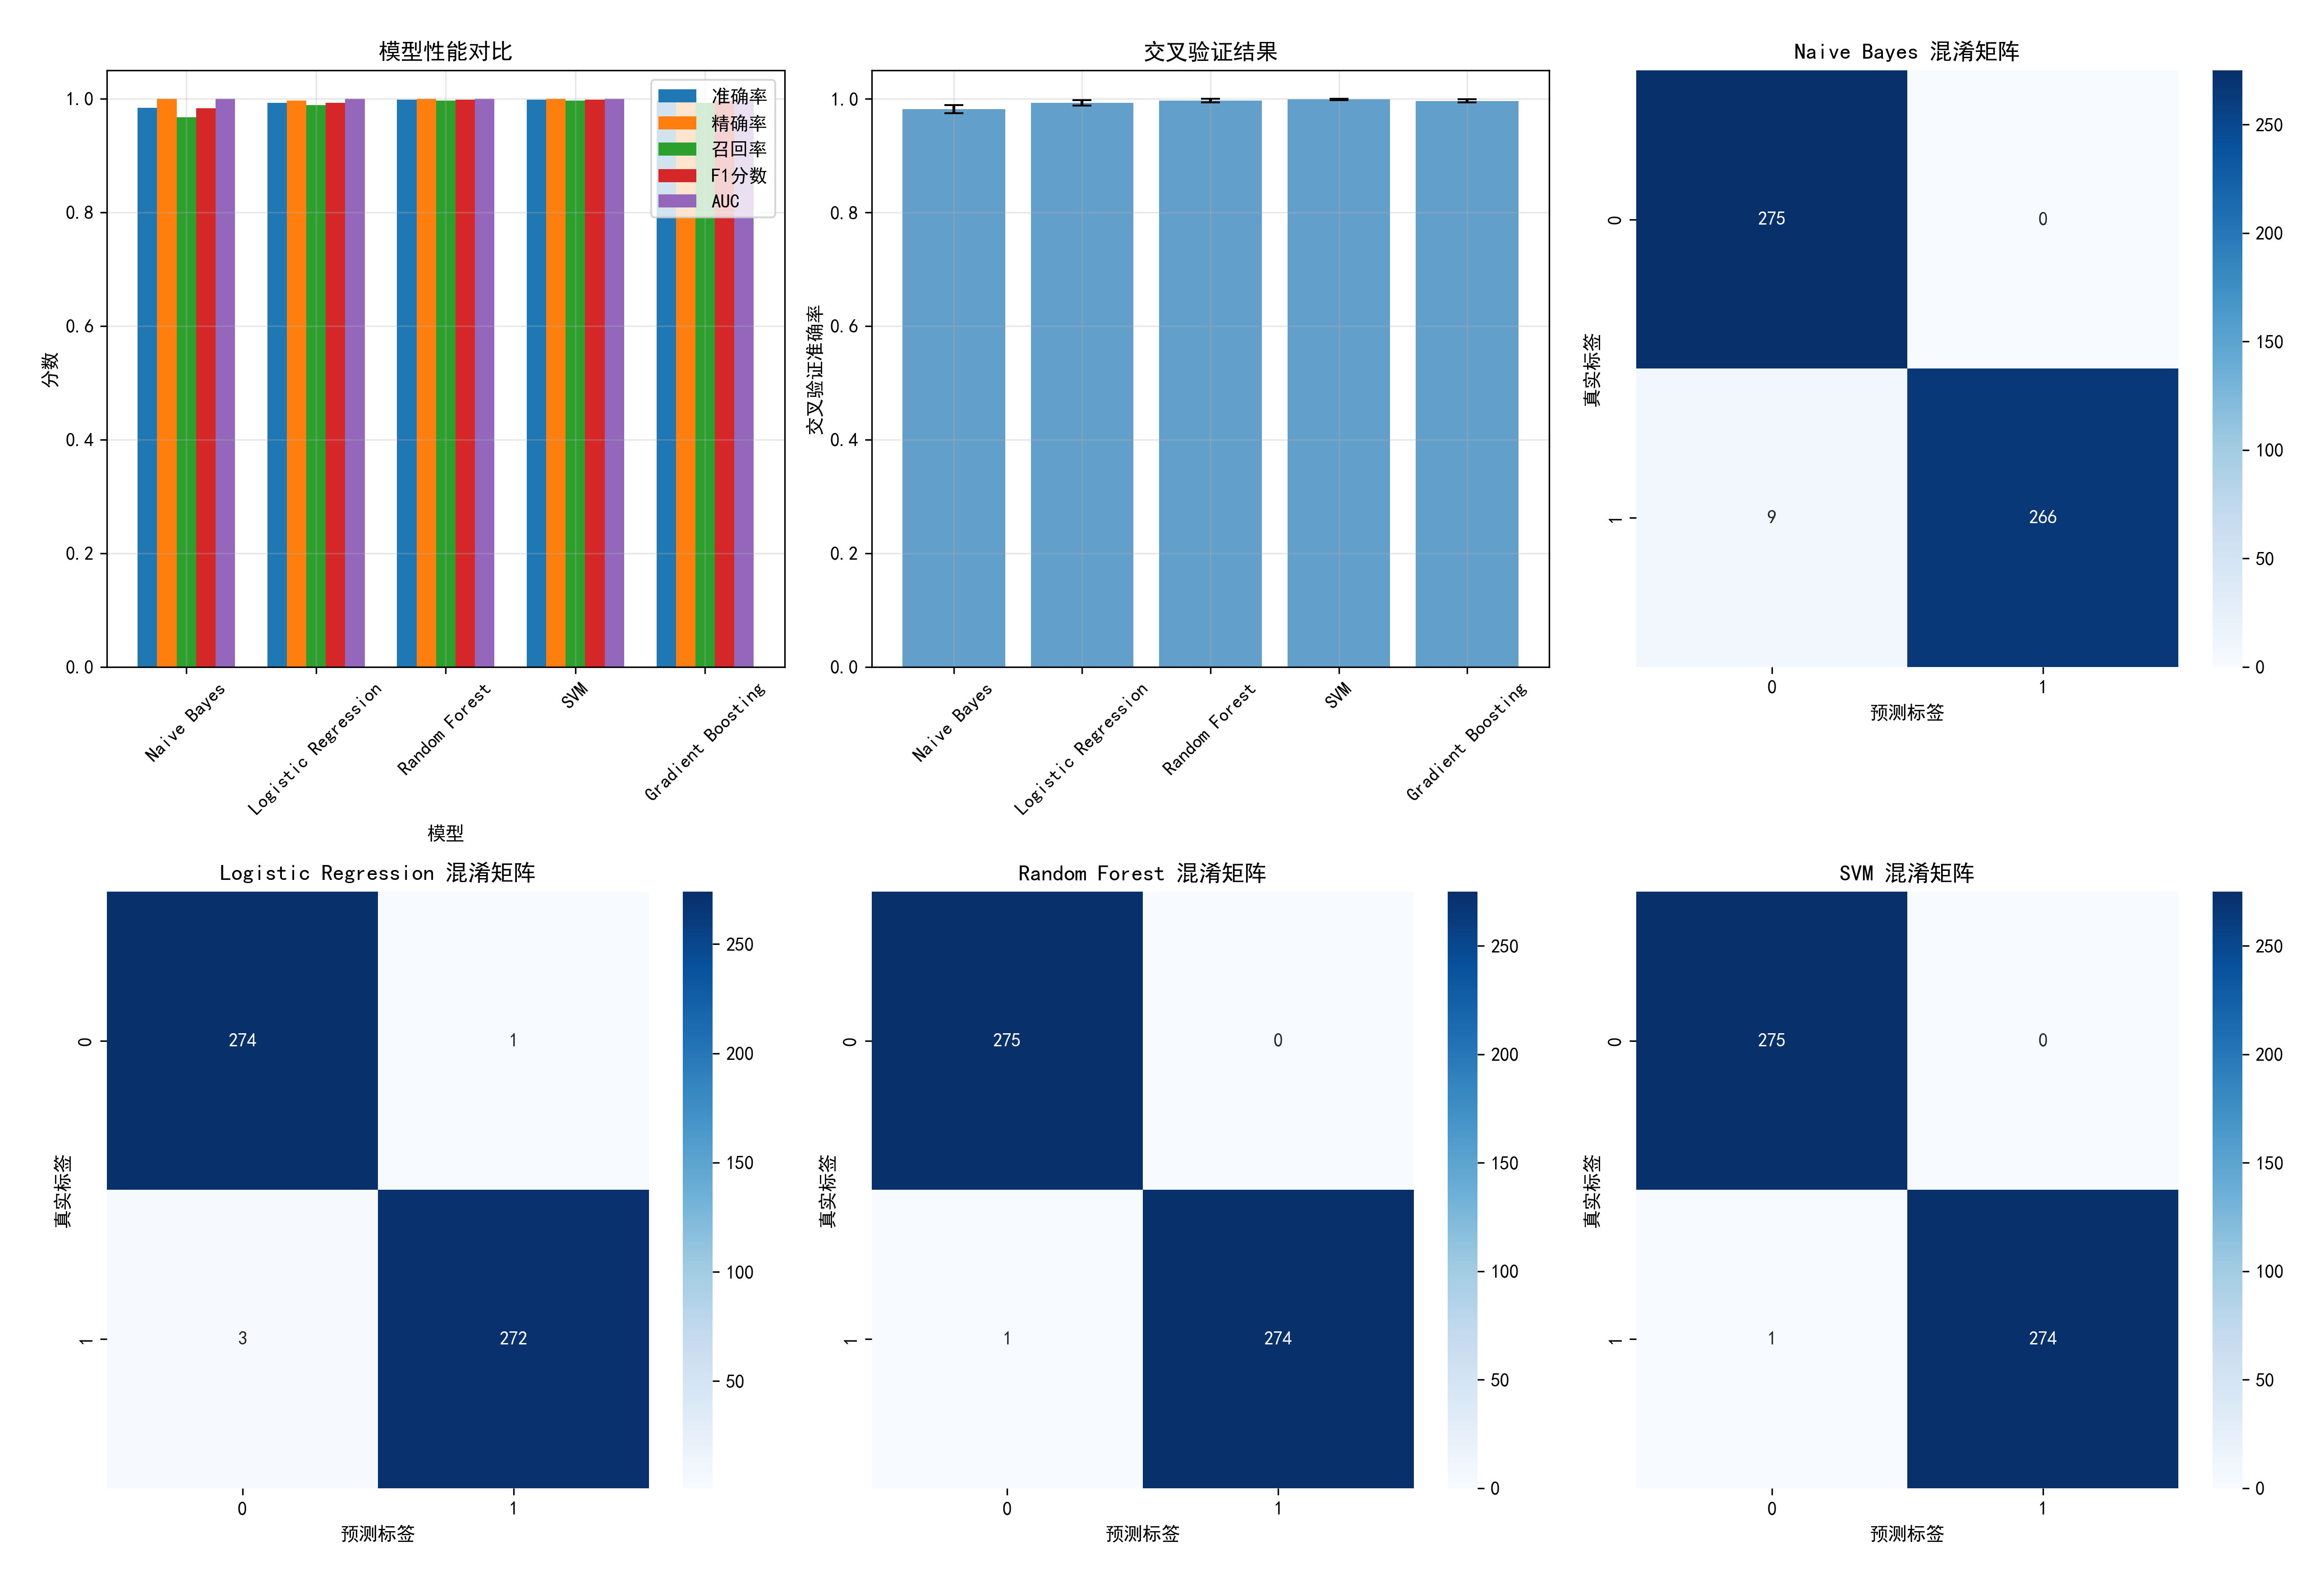 模型性能对比
分数
1.0
0.8
0.6
0.4
0.2
0.0
准确率
精确率
召回率
F1分数
AUC
Naive Bayes
Logistic Regression
Random Forest
SVM
Gradient Boosting
模型
交叉验证结果
交叉验证准确率
1.0
0.8
0.6
0.4
0.2
0.0
Naive Bayes
Logistic Regression
Random Forest
SVM
Gradient Boosting
Naive Bayes 混淆矩阵
真实标签
0
275
0
1
9
266
0
1
预测标签
250
200
150
100
50
0
Logistic Regression 混淆矩阵
真实标签
0
274
1
1
3
272
0
1
预测标签
250
200
150
100
50
Random Forest 混淆矩阵
真实标签
0
275
0
1
1
274
0
1
预测标签
250
200
150
100
50
0
SVM 混淆矩阵
真实标签
0
275
0
1
1
274
0
1
预测标签
250
200
150
100
50
0